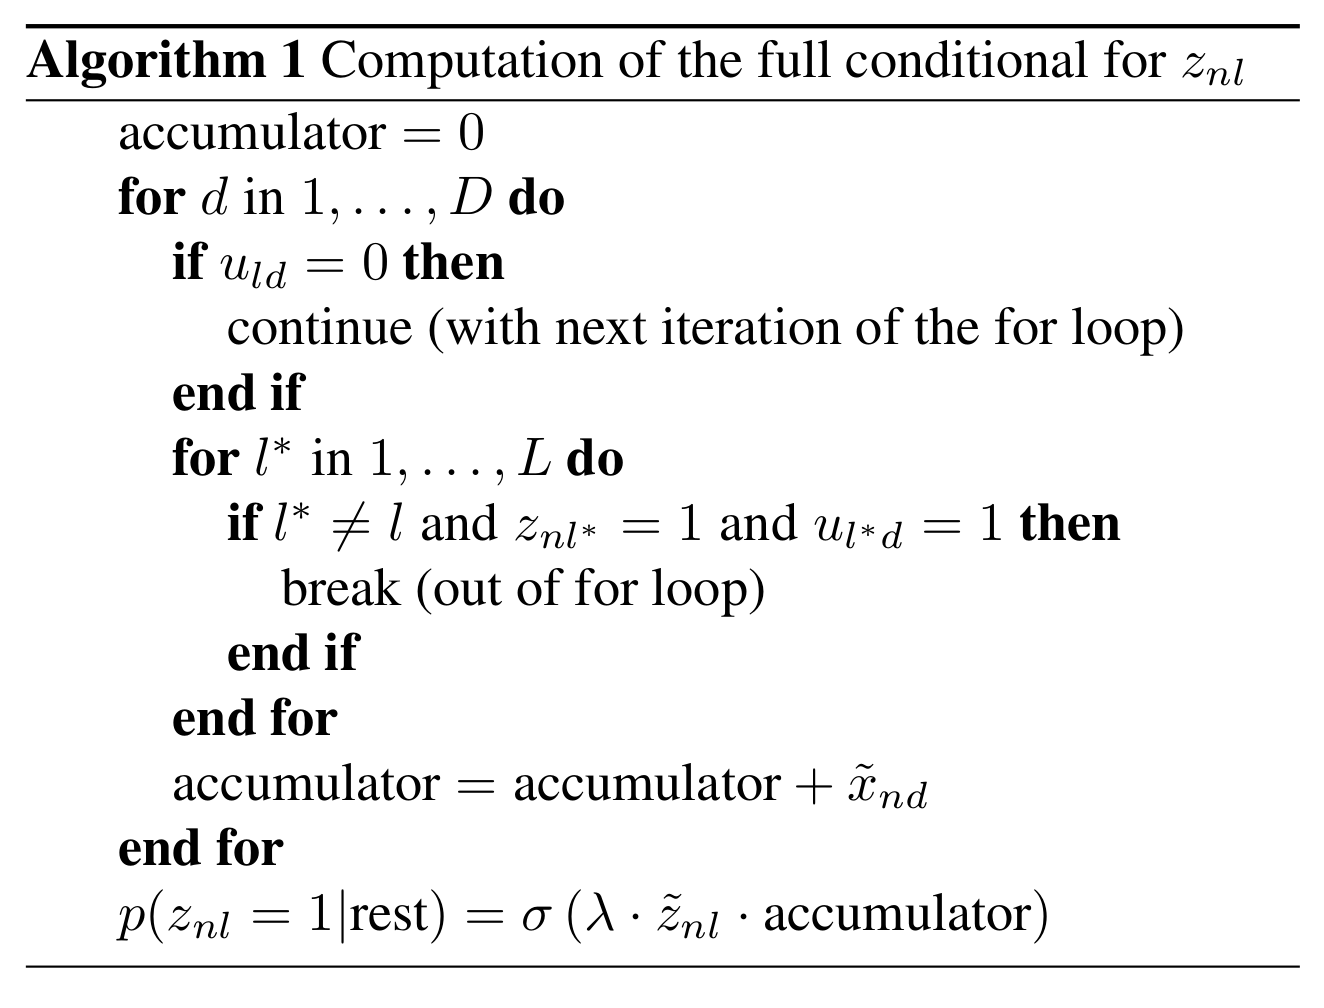 Algorithm 1 Computation of the full conditional for $z_{nl}$
accumulator = 0
for $d$ in $1, \ldots, D$ do
if $u_{ld} = 0$ then
continue (with next iteration of the for loop)
end if
for $l^*$ in $1, \ldots, L$ do
if $l^* \neq l$ and $z_{nl^*} = 1$ and $u_{l^*d} = 1$ then
break (out of for loop)
end if
end for
accumulator = accumulator + $\tilde{x}_{nd}$
end for
$p(z_{nl} = 1|\text{rest}) = \sigma \left( \lambda \cdot \tilde{z}_{nl} \cdot \text{accumulator} \right)$